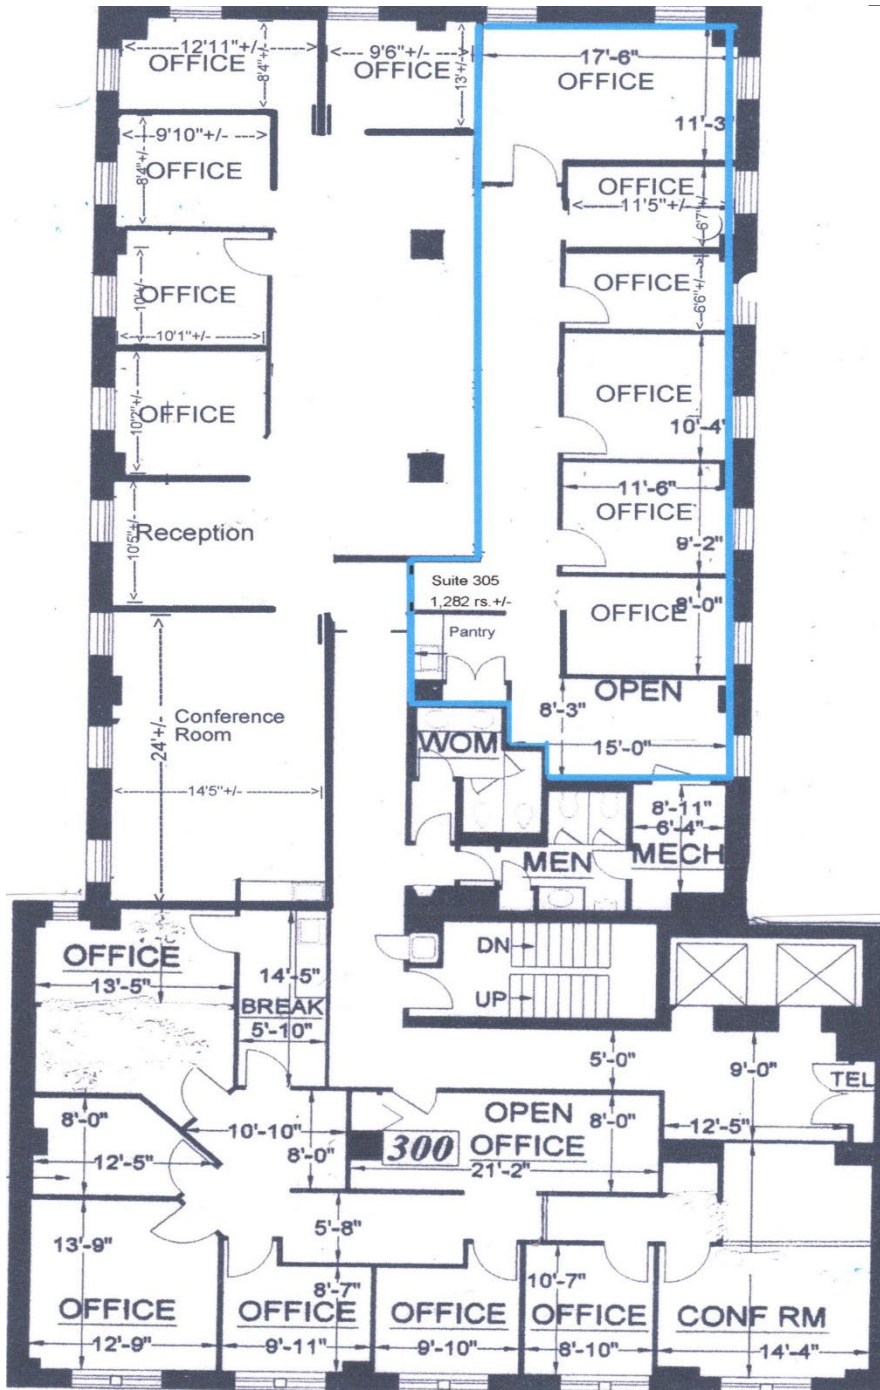 12'11"+/-
OFFICE
8'4"+/-
9'6"+/-
OFFICE
13'+/-
17'-6"
OFFICE
11'-3"
9'10"+/-
OFFICE
8'4"+/-
OFFICE
11'5"+/-
6'7"+/-
OFFICE
10'+/-
10'1"+/-
OFFICE
6'6"+/-
OFFICE
10'2"+/-
OFFICE
10'-4"
11'-6"
OFFICE
9'-2"
Reception
10'5"+/-
Suite 305
1,282 rs.+/-
Pantry
OFFICE
8'-0"
OPEN
8'-3"
15'-0"
Conference
Room
24'+/-
14'5"+/-
WOM
MEN
8'-11"
6'-4"
MECH
OFFICE
13'-5"
14'-5"
BREAK
5'-10"
DN
UP
5'-0"
9'-0"
TEL
12'-5"
8'-0"
12'-5"
10'-10"
8'-0"
OPEN
OFFICE
300
21'-2"
8'-0"
5'-8"
13'-9"
OFFICE
12'-9"
8'-7"
OFFICE
9'-11"
OFFICE
9'-10"
10'-7"
OFFICE
8'-10"
CONF RM
14'-4"